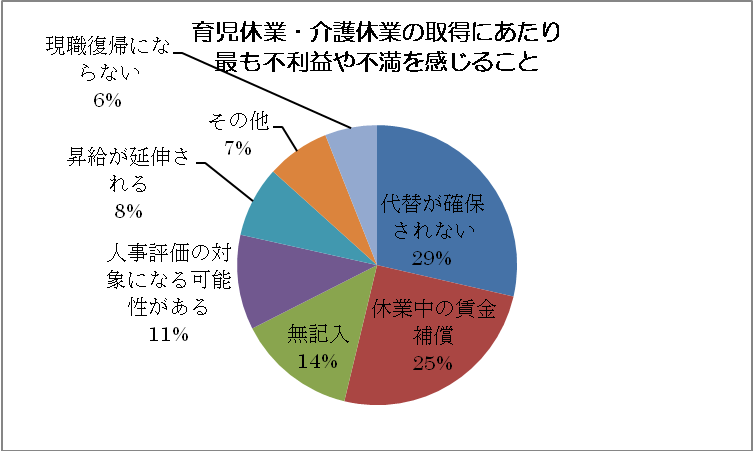 育児休業・介護休業の取得にあたり
最も不利益や不満を感じること
代替が確保
されない
29%
休業中の賃金
補償
25%
無記入
14%
人事評価の対
象になる可能
性がある
11%
昇給が延伸さ
れる
8%
その他
7%
現職復帰にな
らない
6%